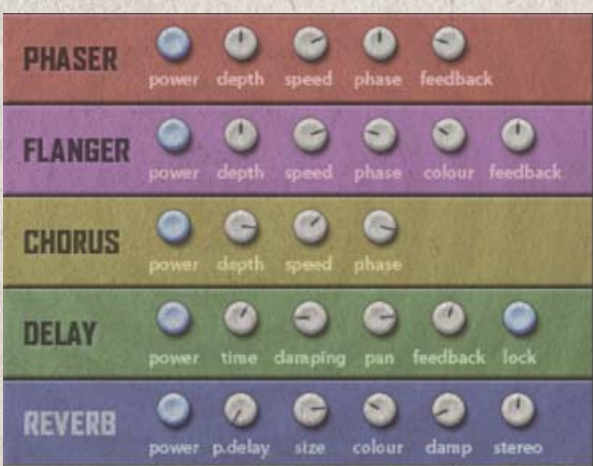 PHASER
power depth speed phase feedback
FLANGER
power depth speed phase colour feedback
CHORUS
power depth speed phase
DELAY
power time damping pan feedback lock
REVERB
power p.delay size colour damp stereo